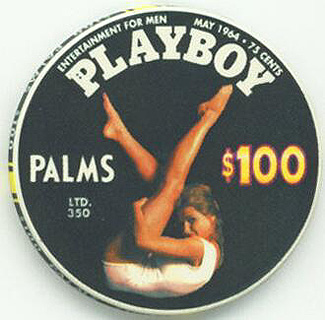 ENTERTAINMENT FOR MEN MAY 1964 • 75 CENTS
PLAYBOY
PALMS $100
LTD.
350